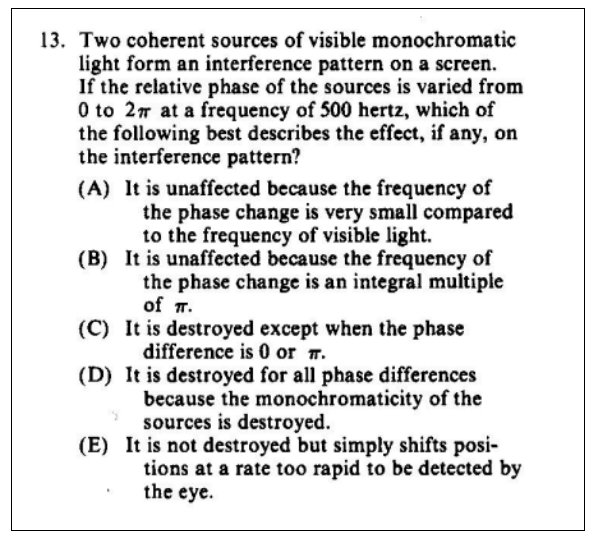 13. Two coherent sources of visible monochromatic
light form an interference pattern on a screen.
If the relative phase of the sources is varied from
0 to 2π at a frequency of 500 hertz, which of
the following best describes the effect, if any, on
the interference pattern?
(A) It is unaffected because the frequency of
the phase change is very small compared
to the frequency of visible light.
(B) It is unaffected because the frequency of
the phase change is an integral multiple
of π.
(C) It is destroyed except when the phase
difference is 0 or π.
(D) It is destroyed for all phase differences
because the monochromaticity of the
sources is destroyed.
(E) It is not destroyed but simply shifts posi-
tions at a rate too rapid to be detected by
the eye.